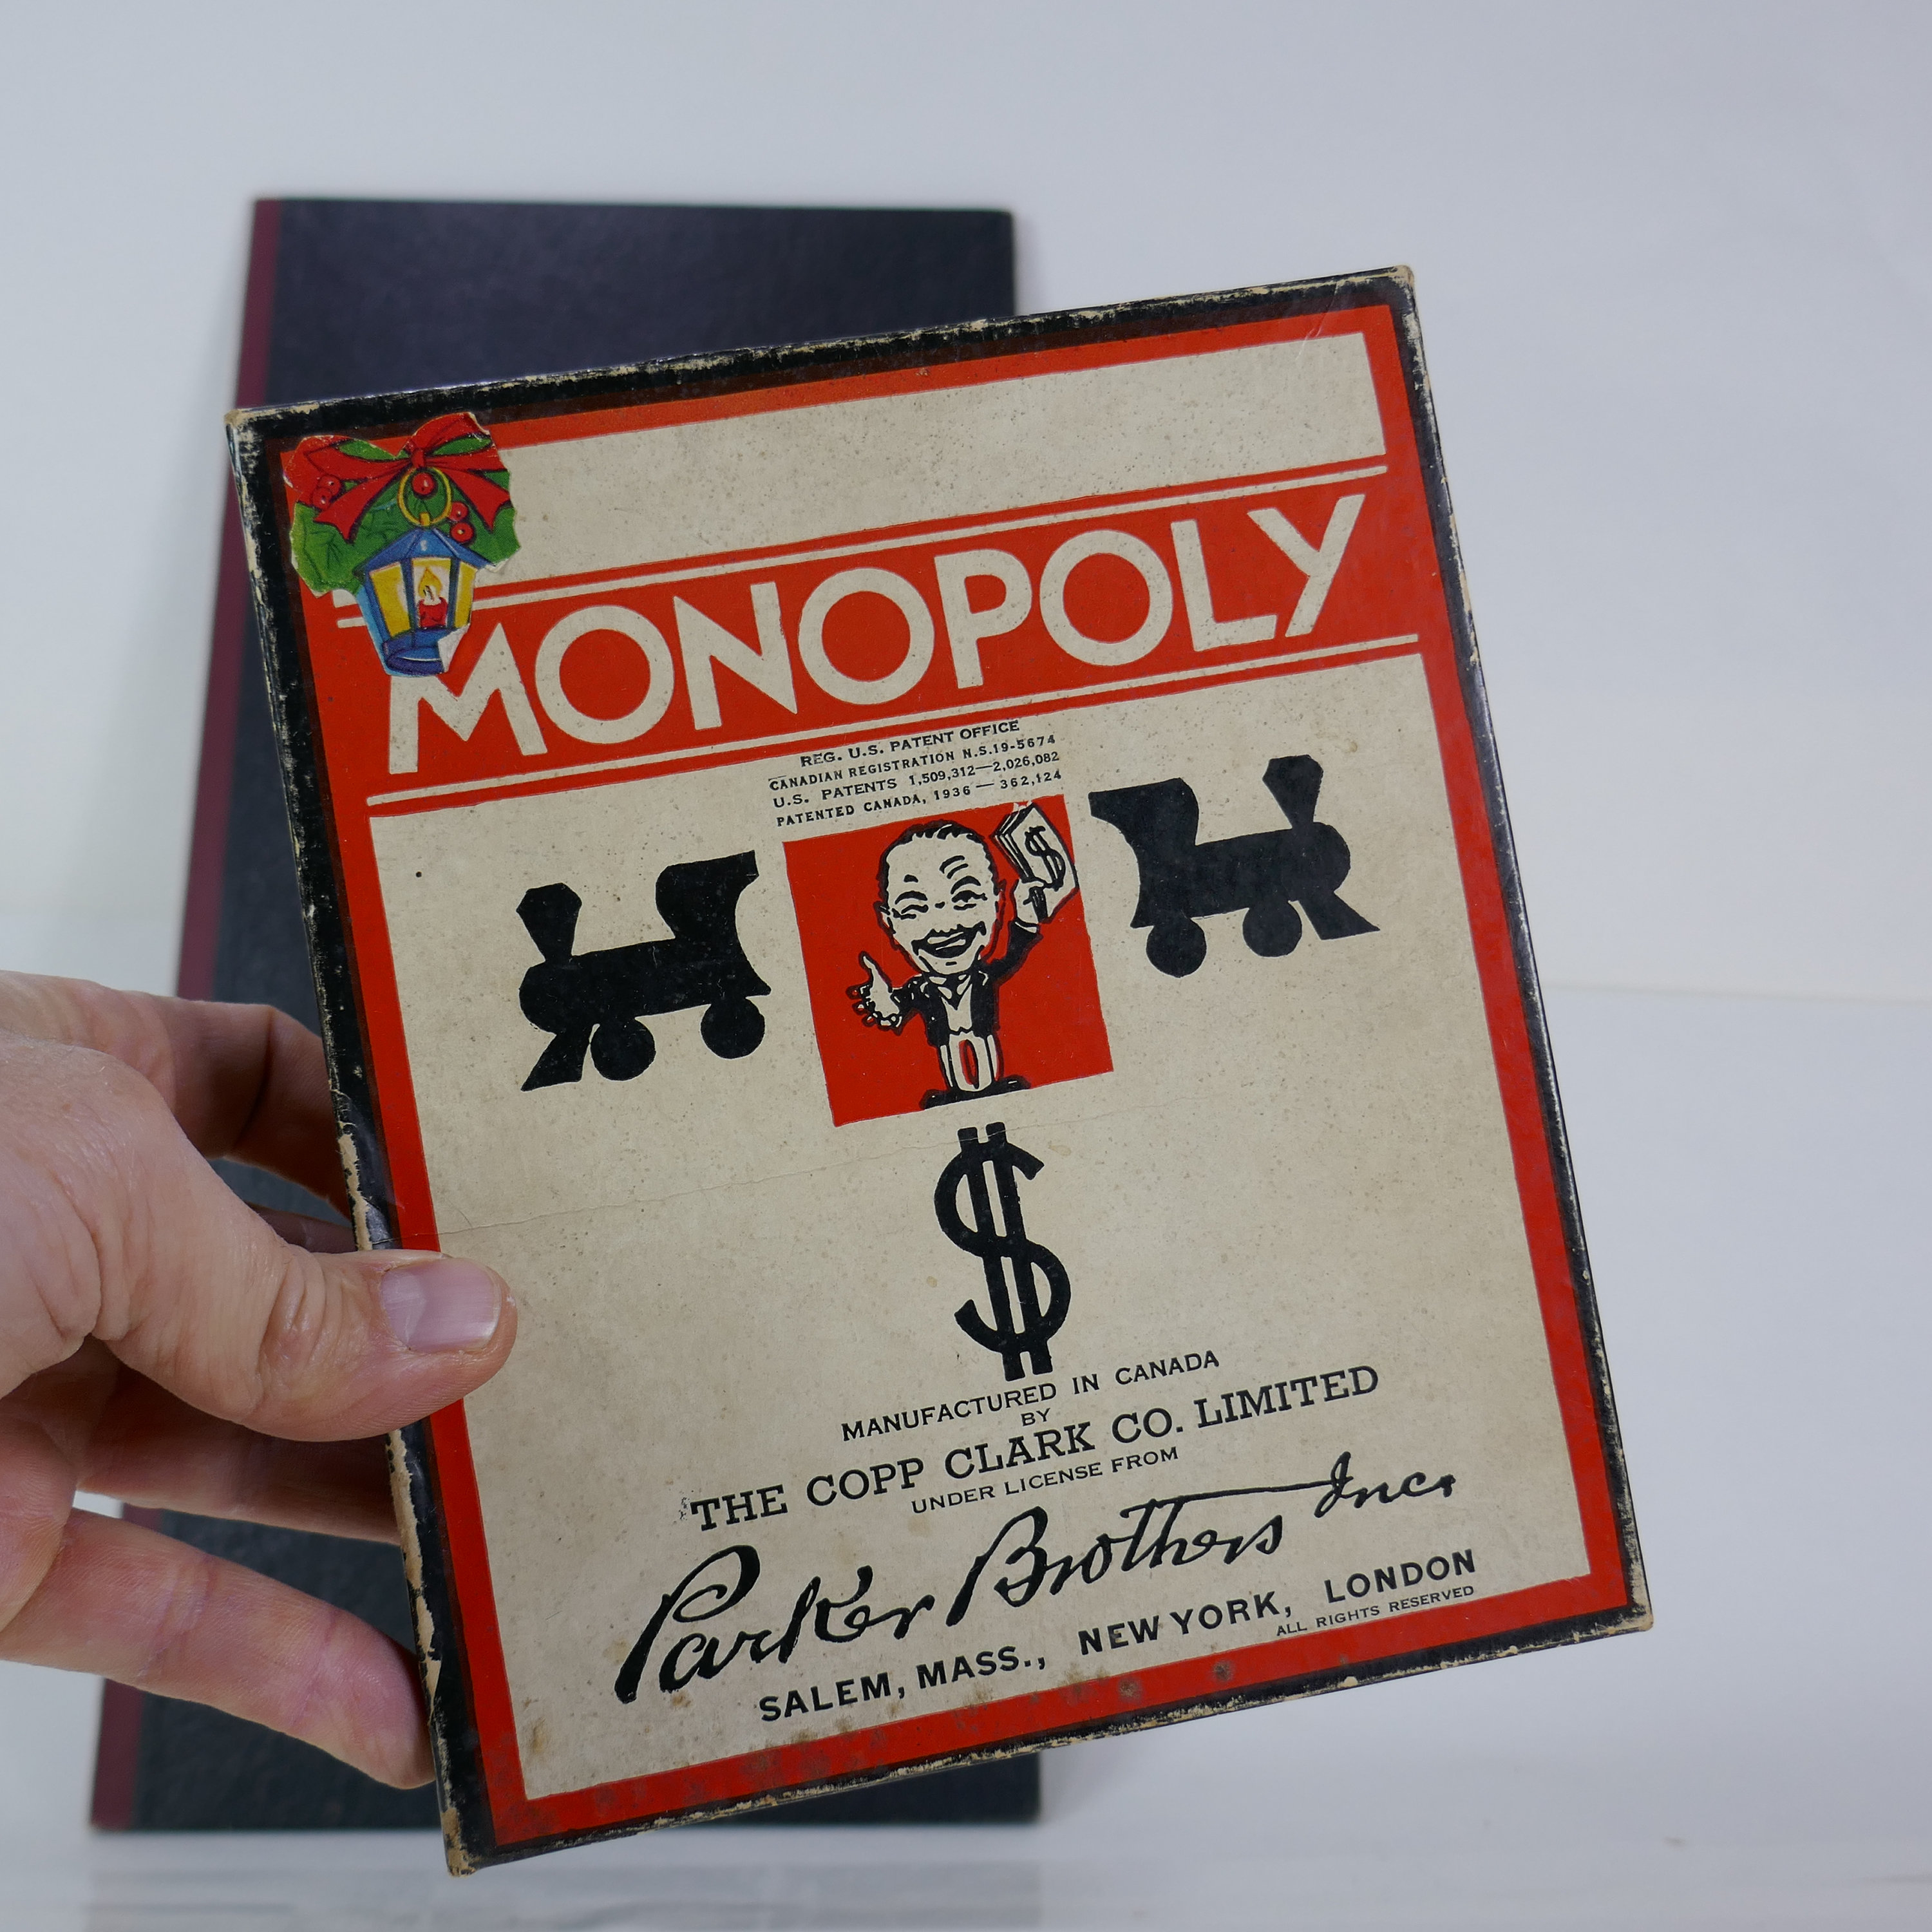 MONOPOLY
REG. U.S. PATENT OFFICE
CANADIAN REGISTRATION N.S.19-5674
U.S. PATENTS 1,509,312—2,026,082
PATENTED CANADA, 1936 — 362,124
$
$
MANUFACTURED IN CANADA
BY
THE COPP CLARK CO. LIMITED
UNDER LICENSE FROM
Parker Brothers Inc.
SALEM, MASS., NEW YORK, LONDON
ALL RIGHTS RESERVED